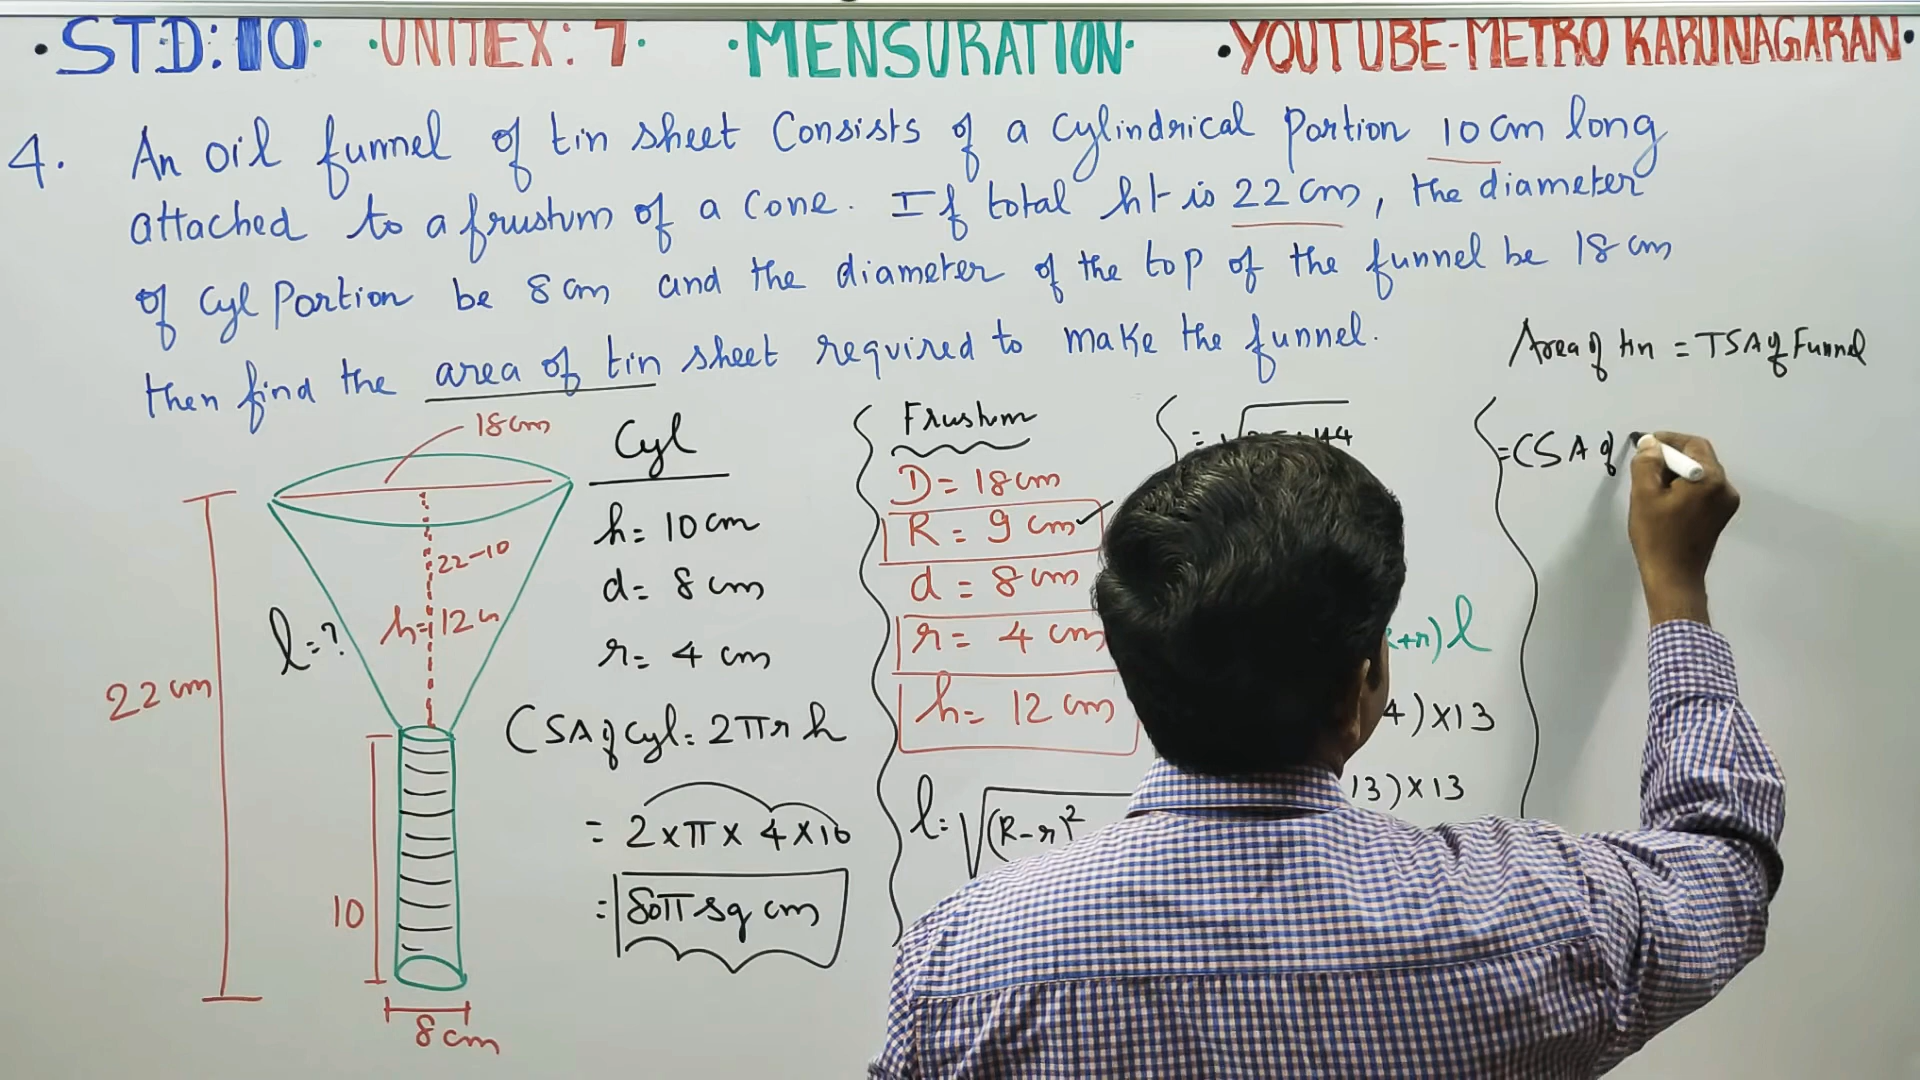 ·STD:10· ·UNITEX:7· ·MENSURATION· ·YOUTUBE-METRO KARUNAGARAN·
4. An oil funnel of tin sheet Consists of a cylindrical Portion 10 cm long
attached to a frustum of a cone. If total ht is 22 cm, the diameter
of cyl Portion be 8 cm and the diameter of the top of the funnel be 18 cm
then find the area of tin sheet required to make the funnel.
Area of tin = TSA of Funnel
= CSA of
18 cm
22-10
h=12 c
l=?
22 cm
10
8 cm
Cyl
h= 10 cm
d= 8 cm
r= 4 cm
CSA of Cyl= 2πrh
= 2×π×4×10
= 80π sq cm
Frustum
D= 18 cm
R= 9 cm
d= 8 cm
r= 4 cm
h= 12 cm
l= √(R-r)²
+r)l
4)×13
13)×13